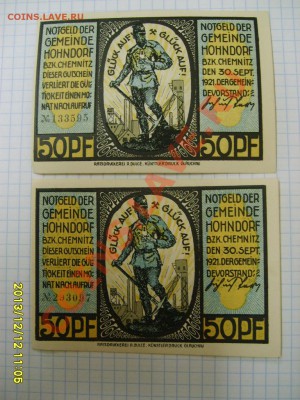 COINS.LAVE.RU
NOTGELD DER
GEMEINDE
HOHNDORF
BZK. CHEMNITZ
DIESER GUTSCHEIN
VERLIERT DIE GÜL
TIGKEIT EINEN MO
NAT NACH AUFRUF
№133595
50PF
GLÜCK AUF! GLÜCK AUF!
NOTGELD DER
GEMEINDE
HOHNDORF
BZK. CHEMNITZ
DEN 30. SEPT.
1921. DER GEMEIN=
DEVORSTAND:
50PF
NOTGELD DER
GEMEINDE
HOHNDORF
BZK. CHEMNITZ
DIESER GUTSCHEIN
VERLIERT DIE GÜL
TIGKEIT EINEN MO
NAT NACH AUFRUF
50PF
GLÜCK AUF! GLÜCK AUF!
NOTGELD DER
GEMEINDE
HOHNDORF
BZK. CHEMNITZ
DEN 30. SEPT.
1921. DER GEMEIN=
DEVORSTAND:
50PF
2013/12/12 11:05